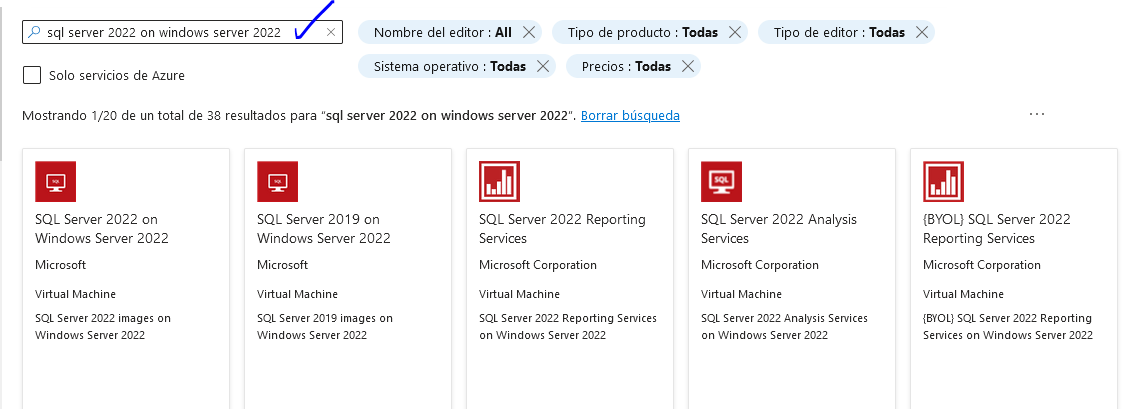 sql server 2022 on windows server 2022
Nombre del editor : All
Tipo de producto : Todas
Tipo de editor : Todas
Sistema operativo : Todas
Precios : Todas
Solo servicios de Azure
Mostrando 1/20 de un total de 38 resultados para "sql server 2022 on windows server 2022". Borrar búsqueda
SQL
SQL Server 2022 on
Windows Server 2022
Microsoft
Virtual Machine
SQL Server 2022 images on
Windows Server 2022
SQL
SQL Server 2019 on
Windows Server 2022
Microsoft
Virtual Machine
SQL Server 2019 images on
Windows Server 2022
SQL Server 2022 Reporting
Services
Microsoft Corporation
Virtual Machine
SQL Server 2022 Reporting Services
on Windows Server 2022
SQL
SQL Server 2022 Analysis
Services
Microsoft Corporation
Virtual Machine
SQL Server 2022 Analysis Services
on Windows Server 2022
{BYOL} SQL Server 2022
Reporting Services
Microsoft Corporation
Virtual Machine
{BYOL} SQL Server 2022 Reporting
Services on Windows Server 2022